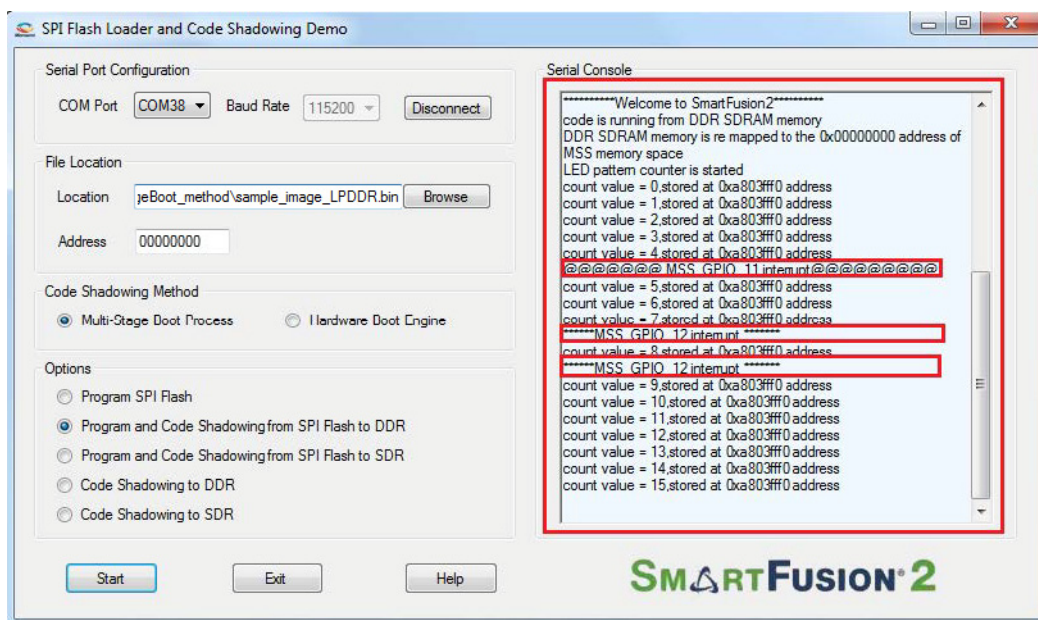 SPI Flash Loader and Code Shadowing Demo
Serial Port Configuration
COM Port COM38 Baud Rate 115200 Disconnect
File Location
Location geBoot_method\sample_image_LPDDR.bin Browse
Address 00000000
Code Shadowing Method
Multi-Stage Boot Process Hardware Boot Engine
Options
Program SPI Flash
Program and Code Shadowing from SPI Flash to DDR
Program and Code Shadowing from SPI Flash to SDR
Code Shadowing to DDR
Code Shadowing to SDR
Start Exit Help
Serial Console
**********Welcome to SmartFusion2**********
code is running from DDR SDRAM memory
DDR SDRAM memory is re mapped to the 0x00000000 address of
MSS memory space
LED pattern counter is started
count value = 0,stored at 0xa803fff0 address
count value = 1,stored at 0xa803fff0 address
count value = 2,stored at 0xa803fff0 address
count value = 3,stored at 0xa803fff0 address
count value = 4,stored at 0xa803fff0 address
@@@@@@@ MSS_GPIO_11 interrupt@@@@@@@@@
count value = 5,stored at 0xa803fff0 address
count value = 6,stored at 0xa803fff0 address
count value = 7,stored at 0xa803fff0 address
******MSS_GPIO_12 interrupt *******
count value = 8,stored at 0xa803fff0 address
******MSS_GPIO_12 interrupt *******
count value = 9,stored at 0xa803fff0 address
count value = 10,stored at 0xa803fff0 address
count value = 11,stored at 0xa803fff0 address
count value = 12,stored at 0xa803fff0 address
count value = 13,stored at 0xa803fff0 address
count value = 14,stored at 0xa803fff0 address
count value = 15,stored at 0xa803fff0 address
SMARTFUSION®2